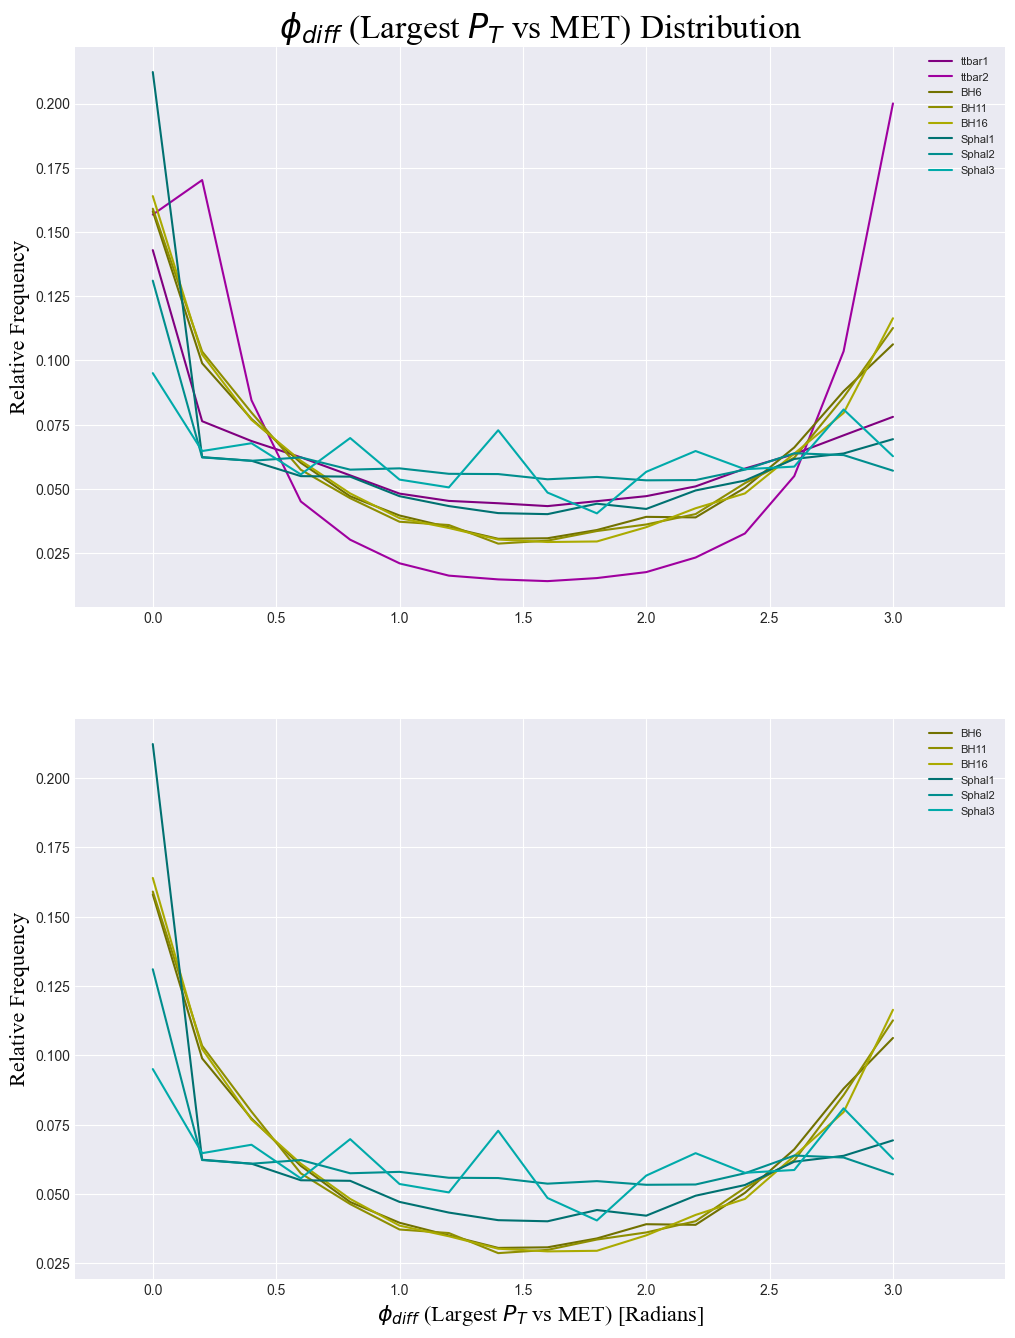 ϕ_diff (Largest P_T vs MET) Distribution
Relative Frequency
0.200
0.175
0.150
0.125
0.100
0.075
0.050
0.025
0.0 0.5 1.0 1.5 2.0 2.5 3.0
ttbar1
ttbar2
BH6
BH11
BH16
Sphal1
Sphal2
Sphal3
Relative Frequency
0.200
0.175
0.150
0.125
0.100
0.075
0.050
0.025
0.0 0.5 1.0 1.5 2.0 2.5 3.0
BH6
BH11
BH16
Sphal1
Sphal2
Sphal3
ϕ_diff (Largest P_T vs MET) [Radians]